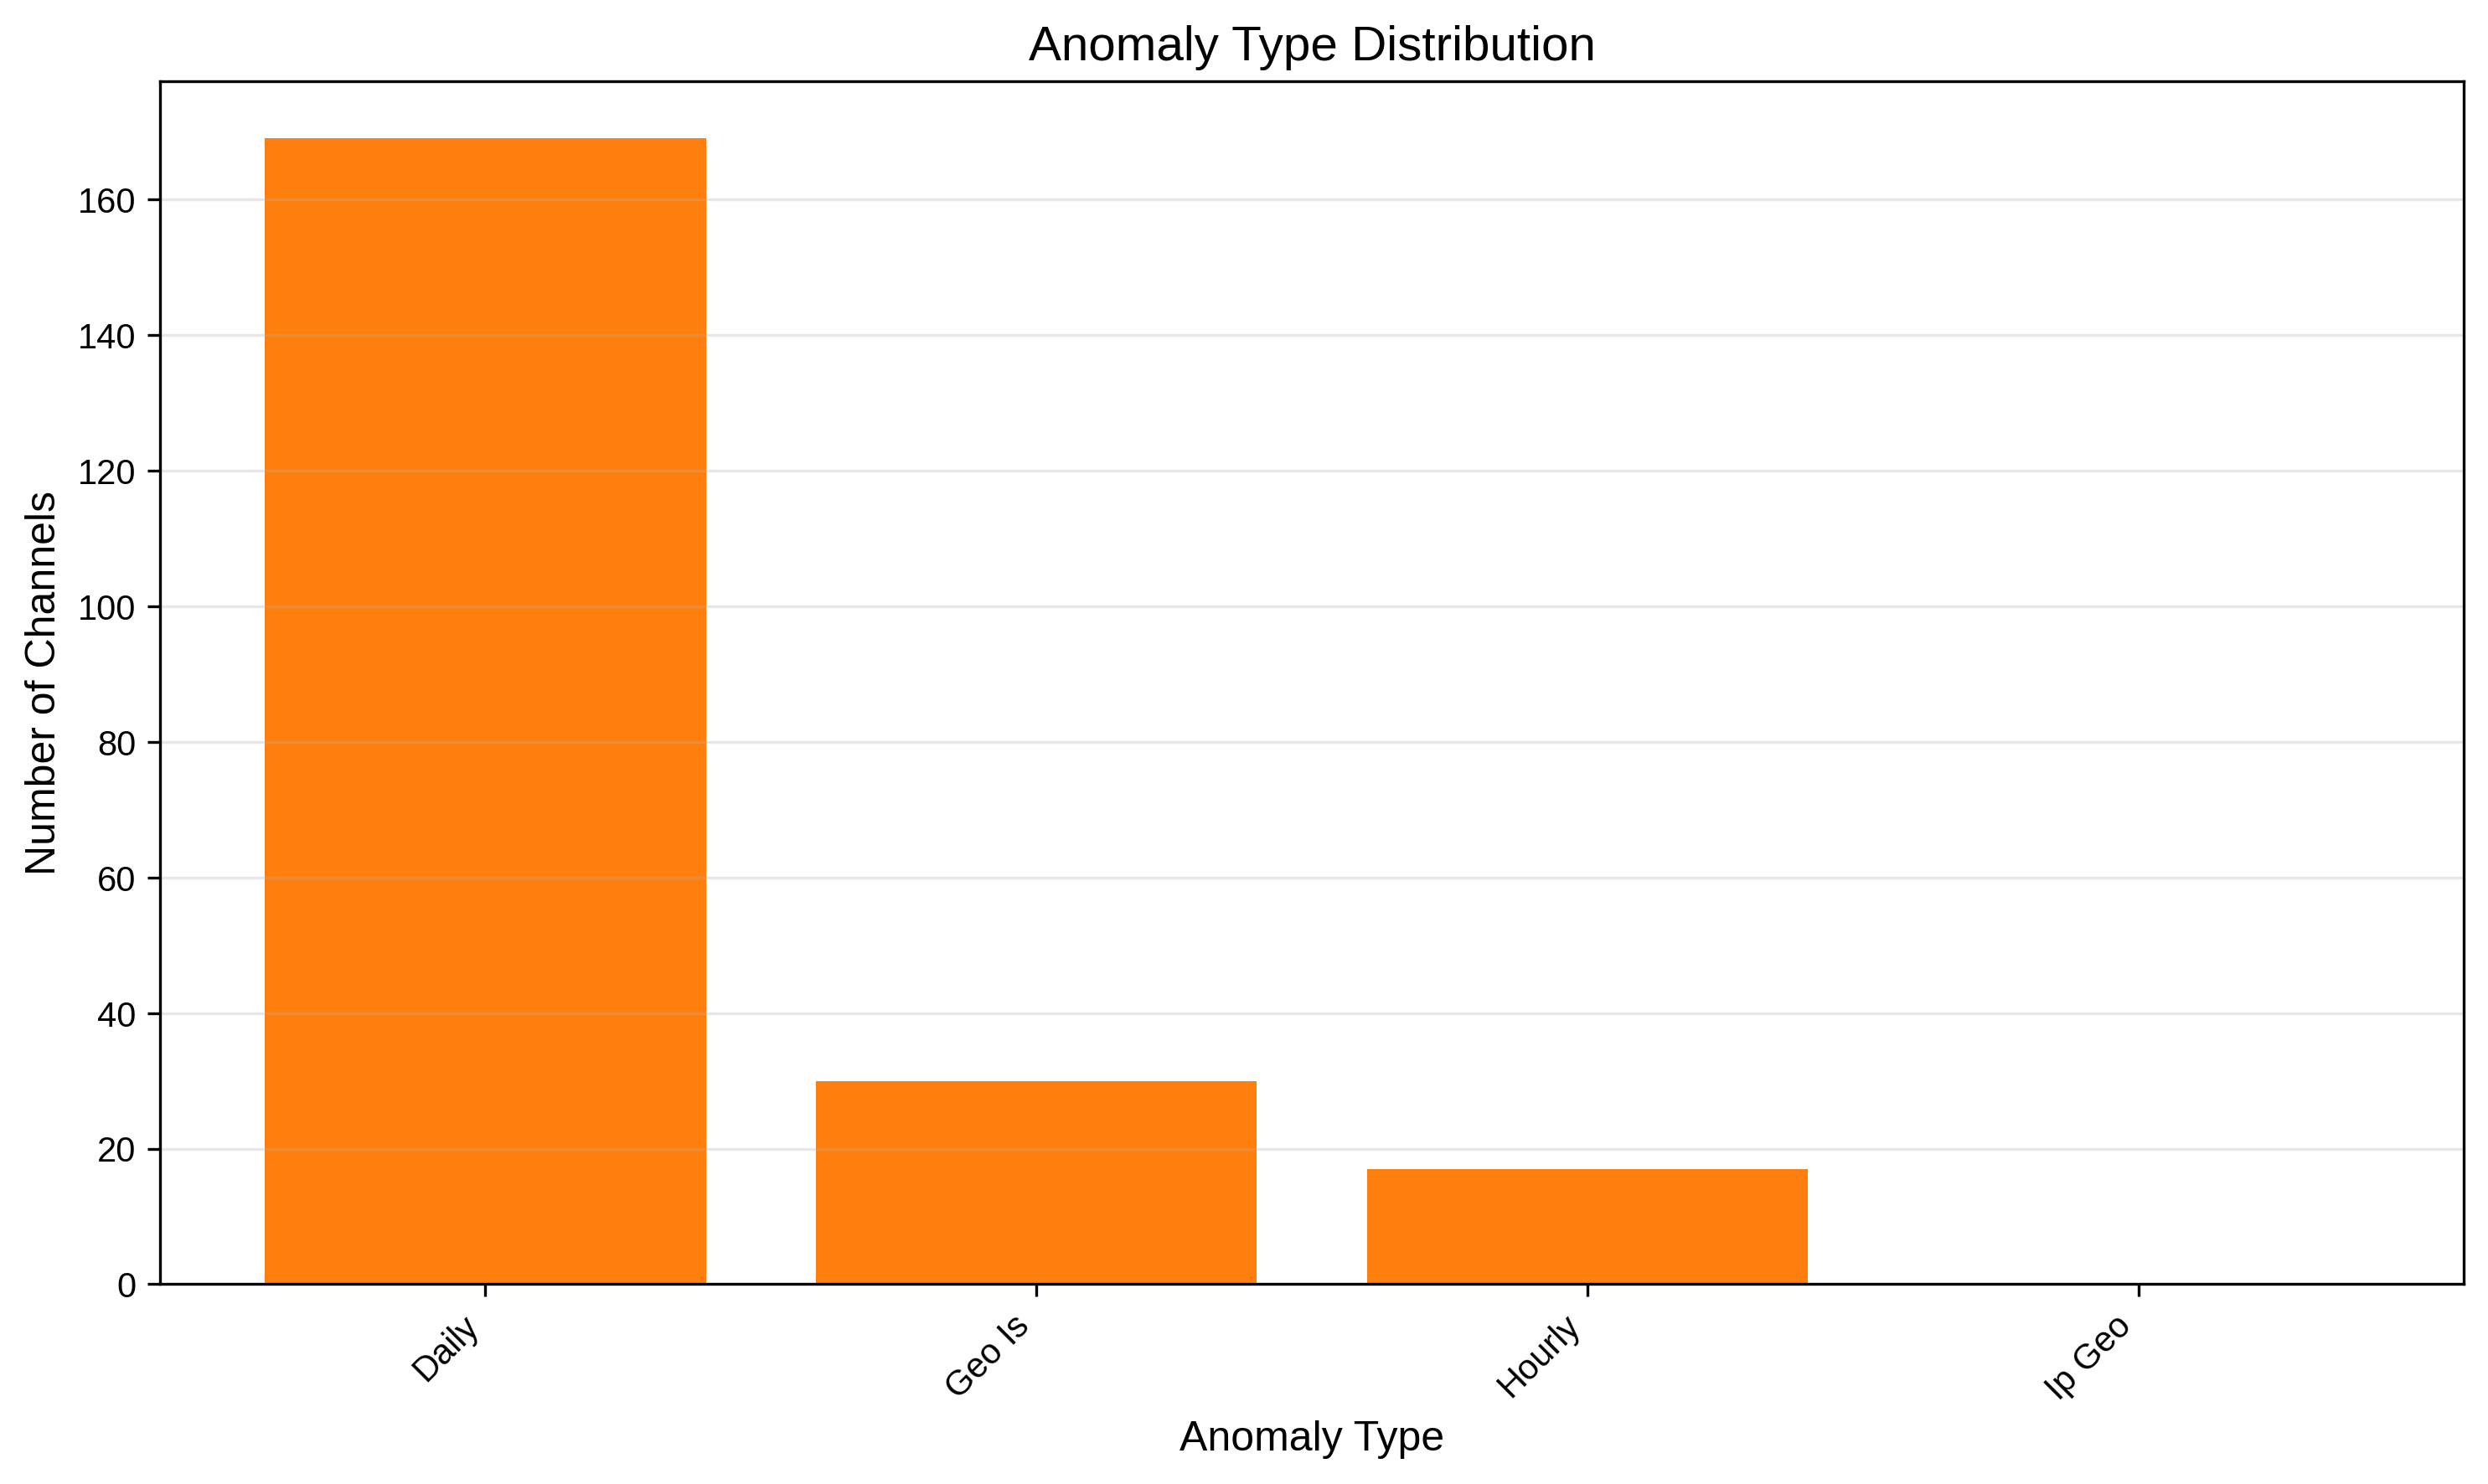 Anomaly Type Distribution
Number of Channels
160
140
120
100
80
60
40
20
0
Daily
Geo Is
Hourly
Ip Geo
Anomaly Type